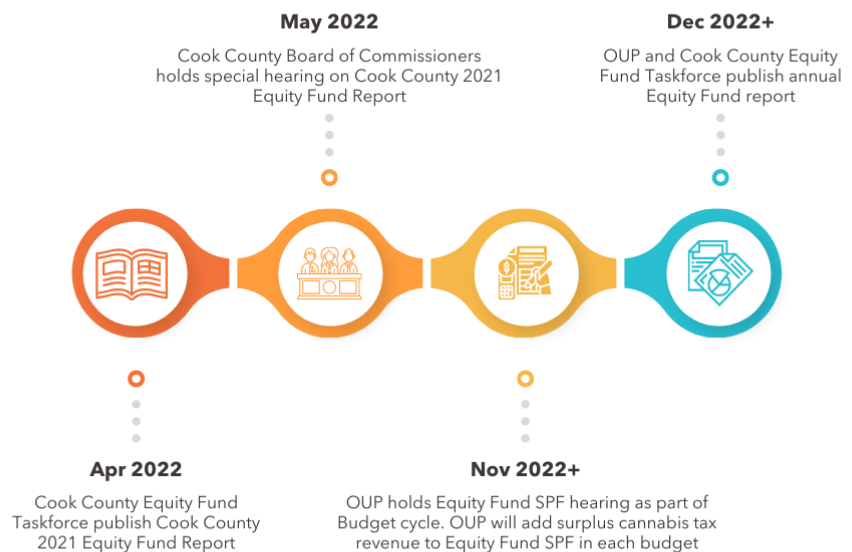 May 2022
Cook County Board of Commissioners
holds special hearing on Cook County 2021
Equity Fund Report
Dec 2022+
OUP and Cook County Equity
Fund Taskforce publish annual
Equity Fund report
Apr 2022
Cook County Equity Fund
Taskforce publish Cook County
2021 Equity Fund Report
Nov 2022+
OUP holds Equity Fund SPF hearing as part of
Budget cycle. OUP will add surplus cannabis tax
revenue to Equity Fund SPF in each budget